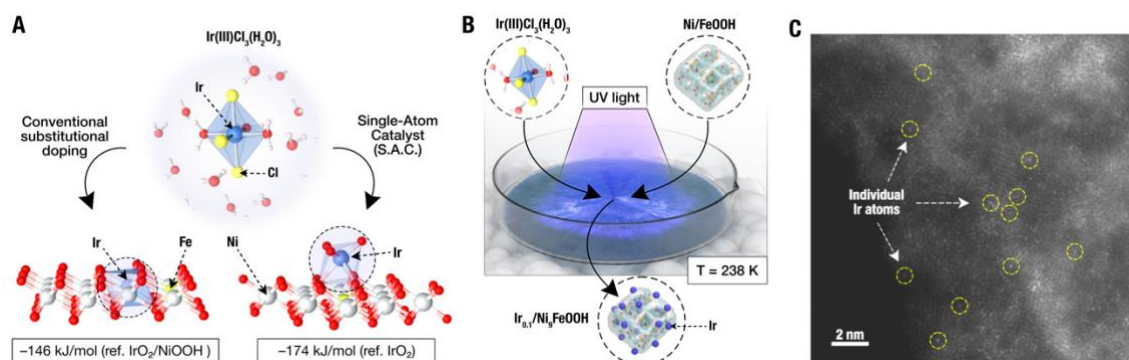 A
Ir(III)Cl₃(H₂O)₃
Ir
Conventional
substitutional
doping
Single-Atom
Catalyst
(S.A.C.)
Cl
Ir
Fe
Ni
Ir
–146 kJ/mol (ref. IrO₂/NiOOH )
–174 kJ/mol (ref. IrO₂)
B
Ir(III)Cl₃(H₂O)₃
Ni/FeOOH
UV light
T = 238 K
Ir₀.₁/Ni₉FeOOH
Ir
C
Individual
Ir atoms
2 nm